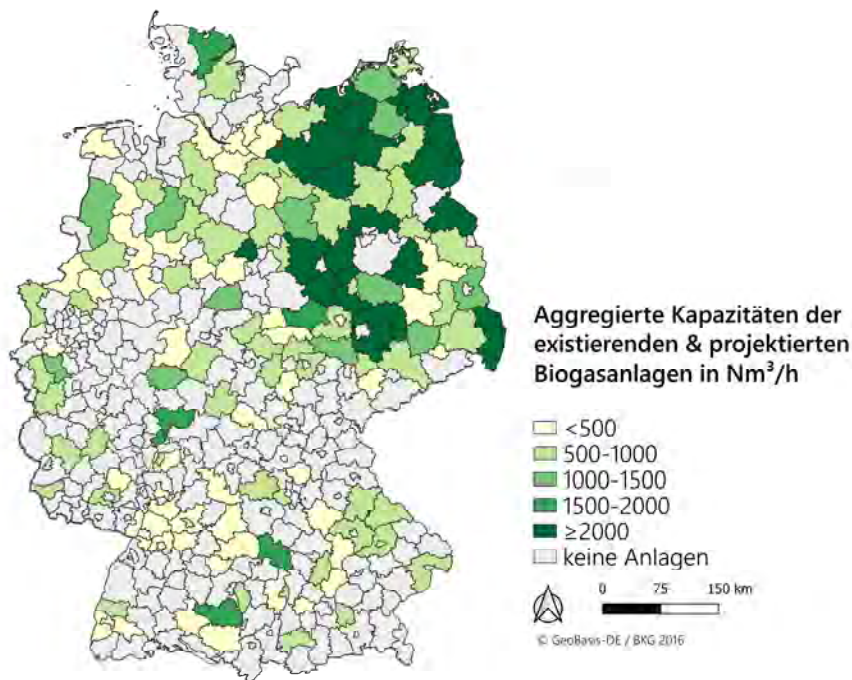 Aggregierte Kapazitäten der
existierenden & projektierten
Biogasanlagen in Nm³/h
<500
500-1000
1000-1500
1500-2000
≥2000
keine Anlagen
0 75 150 km
© GeoBasis-DE / BKG 2016